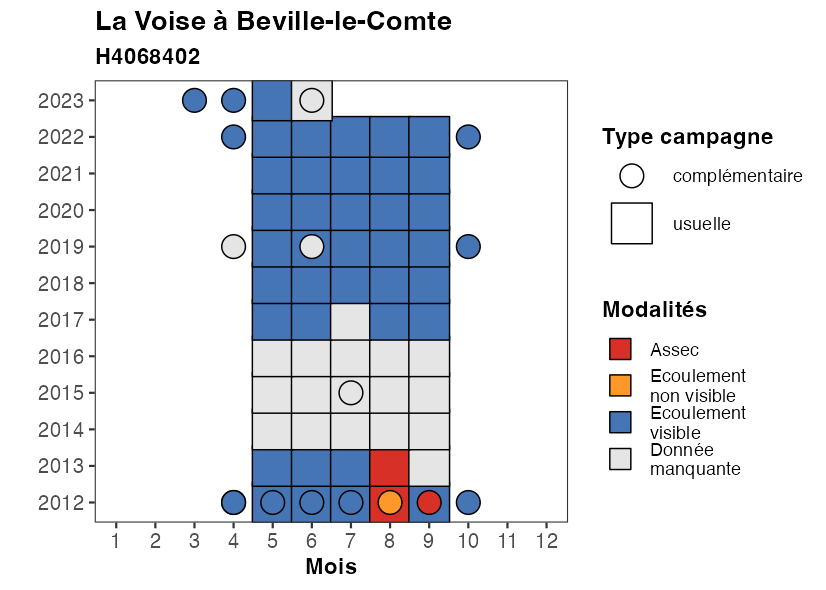 La Voise à Beville-le-Comte
H4068402
2023
2022
2021
2020
2019
2018
2017
2016
2015
2014
2013
2012
1 2 3 4 5 6 7 8 9 10 11 12
Mois
Type campagne
complémentaire
usuelle
Modalités
Assec
Ecoulement
non visible
Ecoulement
visible
Donnée
manquante